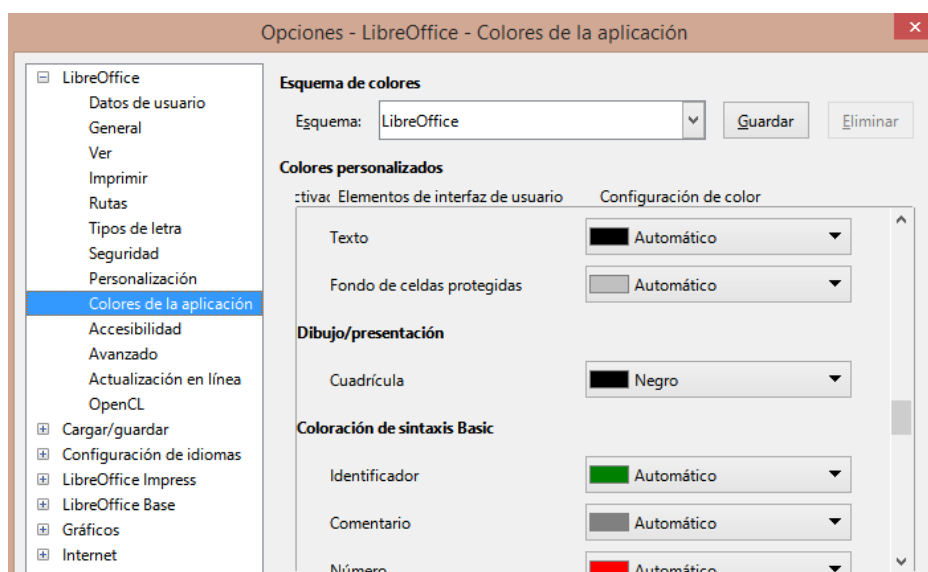 Opciones - LibreOffice - Colores de la aplicación
LibreOffice
Datos de usuario
General
Ver
Imprimir
Rutas
Tipos de letra
Seguridad
Personalización
Colores de la aplicación
Accesibilidad
Avanzado
Actualización en línea
OpenCL
Cargar/guardar
Configuración de idiomas
LibreOffice Impress
LibreOffice Base
Gráficos
Internet
Esquema de colores
Esquema: LibreOffice Guardar Eliminar
Colores personalizados
Elementos de interfaz de usuario Configuración de color
Texto Automático
Fondo de celdas protegidas Automático
Dibujo/presentación
Cuadrícula Negro
Coloración de sintaxis Basic
Identificador Automático
Comentario Automático
Número Automático